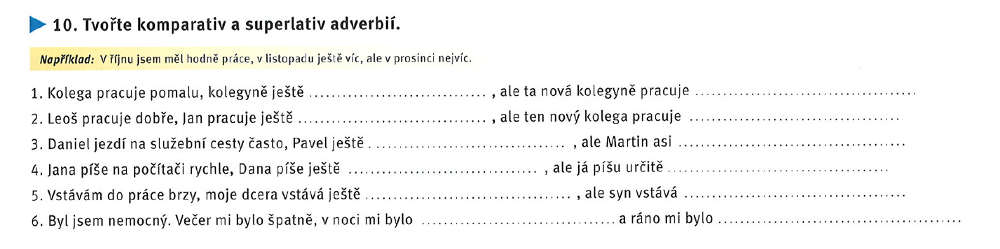 10. Tvořte komparativ a superlativ adverbií.
Například: V říjnu jsem měl hodně práce, v listopadu ještě víc, ale v prosinci nejvíc.
1. Kolega pracuje pomalu, kolegyně ještě ................................ , ale ta nová kolegyně pracuje ........................................
2. Leoš pracuje dobře, Jan pracuje ještě .................................. , ale ten nový kolega pracuje ......................................
3. Daniel jezdí na služební cesty často, Pavel ještě .................................... , ale Martin asi .........................................
4. Jana píše na počítači rychle, Dana píše ještě .................................. , ale já píšu určitě ........................................
5. Vstávám do práce brzy, moje dcera vstává ještě ...................................... , ale syn vstává ........................................
6. Byl jsem nemocný. Večer mi bylo špatně, v noci mi bylo ................................... a ráno mi bylo ............................................